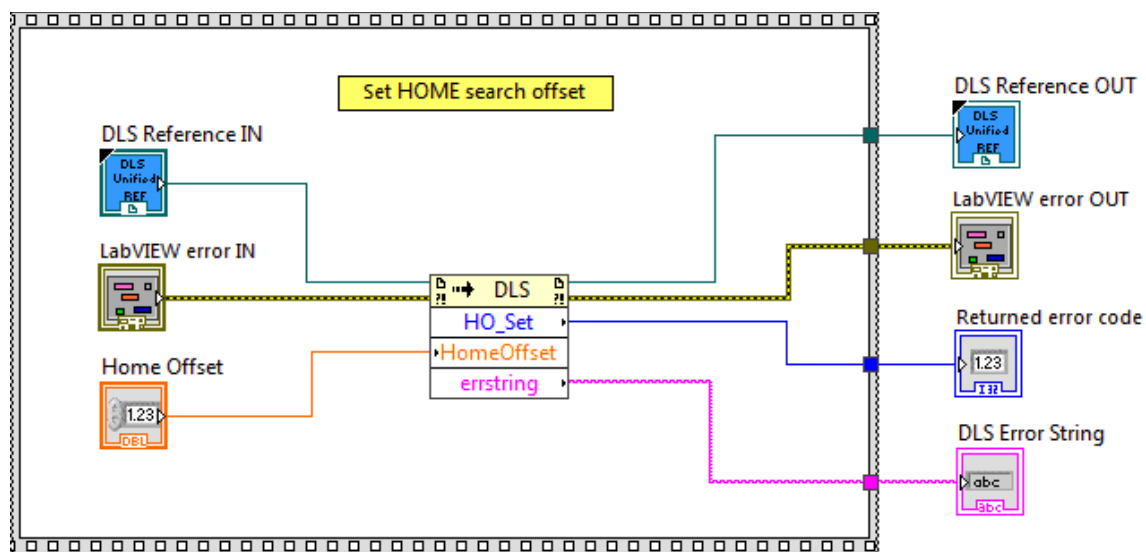 Set HOME search offset
DLS Reference IN
DLS
Unified
REF
LabVIEW error IN
?!
DLS
?!
HO_Set
HomeOffset
errstring
Home Offset
1.23
DBL
DLS Reference OUT
DLS
Unified
REF
LabVIEW error OUT
Returned error code
1.23
I32
DLS Error String
abc
abc